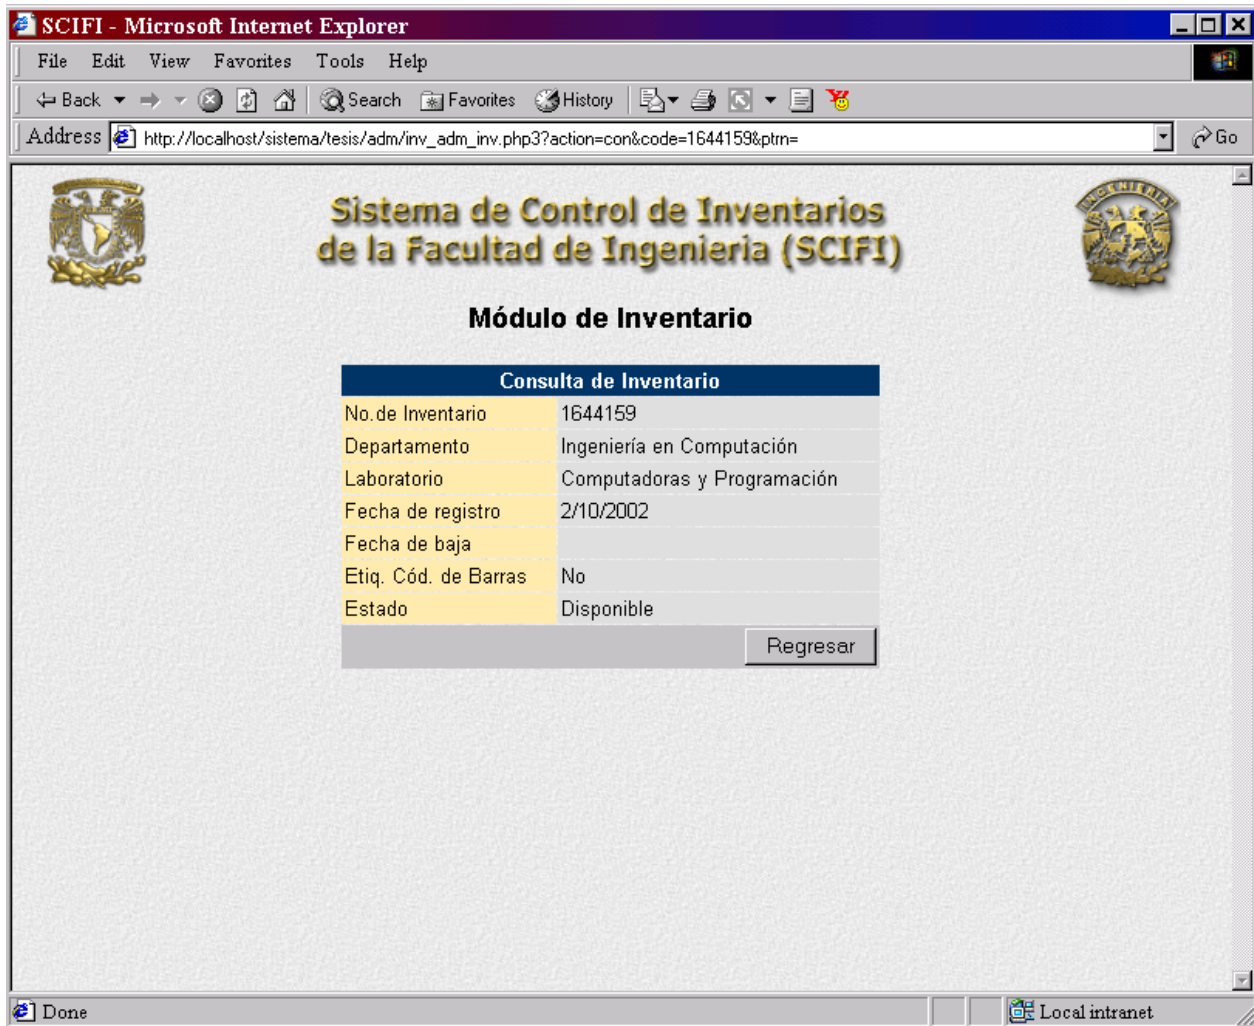 SCIFI - Microsoft Internet Explorer
File Edit View Favorites Tools Help
Back Search Favorites History
Address http://localhost/sistema/tesis/adm/inv_adm_inv.php3?action=con&code=1644159&ptrn= Go
Sistema de Control de Inventarios
de la Facultad de Ingenieria (SCIFI)
INGENIERIA
Módulo de Inventario
Consulta de Inventario
No.de Inventario 1644159
Departamento Ingeniería en Computación
Laboratorio Computadoras y Programación
Fecha de registro 2/10/2002
Fecha de baja
Etiq. Cód. de Barras No
Estado Disponible
Regresar
Done Local intranet